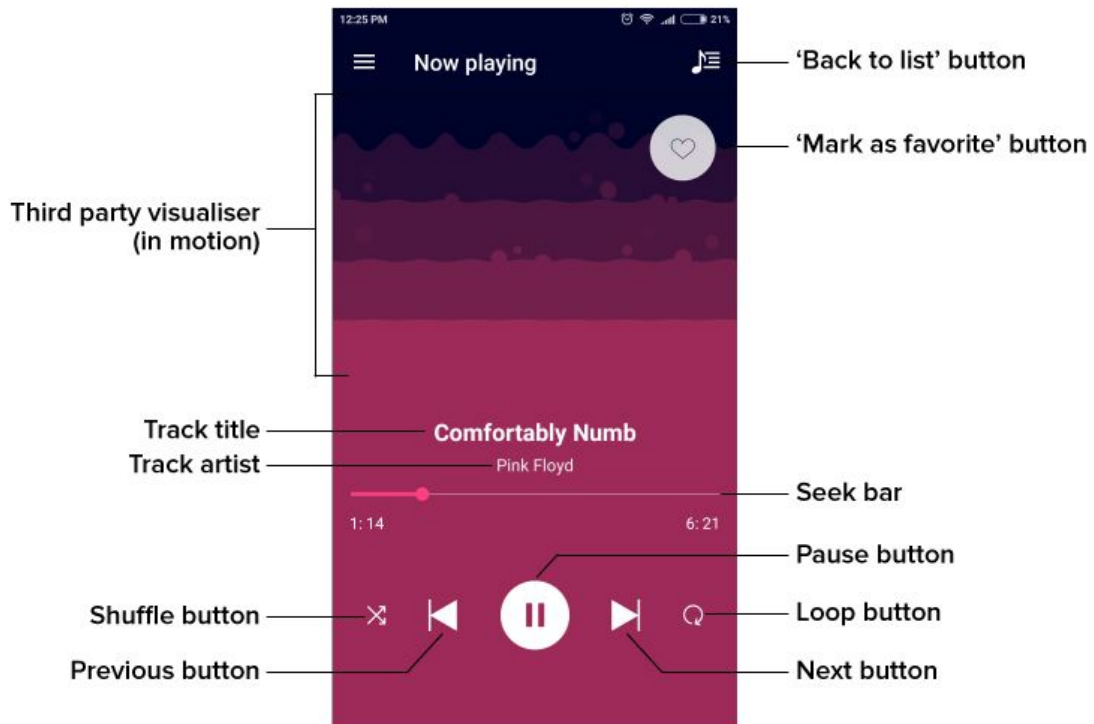 12:25 PM 21%
Now playing
'Back to list' button
'Mark as favorite' button
Third party visualiser
(in motion)
Track title
Comfortably Numb
Track artist
Pink Floyd
Seek bar
1: 14
6: 21
Pause button
Shuffle button
Loop button
Previous button
Next button